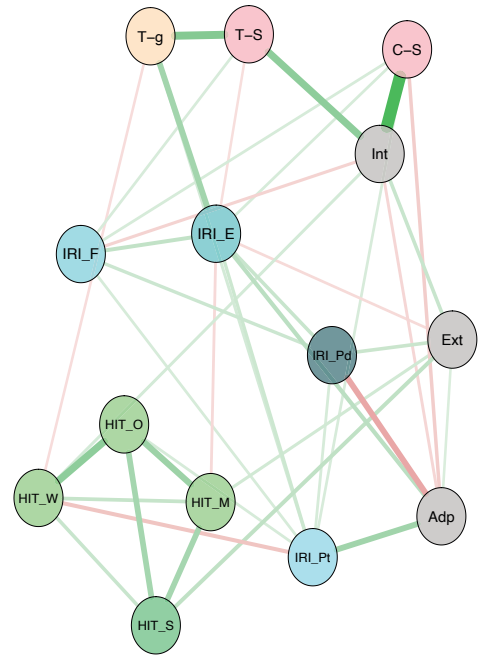 T−g
T−S
C−S
Int
IRI_F
IRI_E
Ext
IRI_Pd
HIT_O
HIT_W
HIT_M
Adp
IRI_Pt
HIT_S